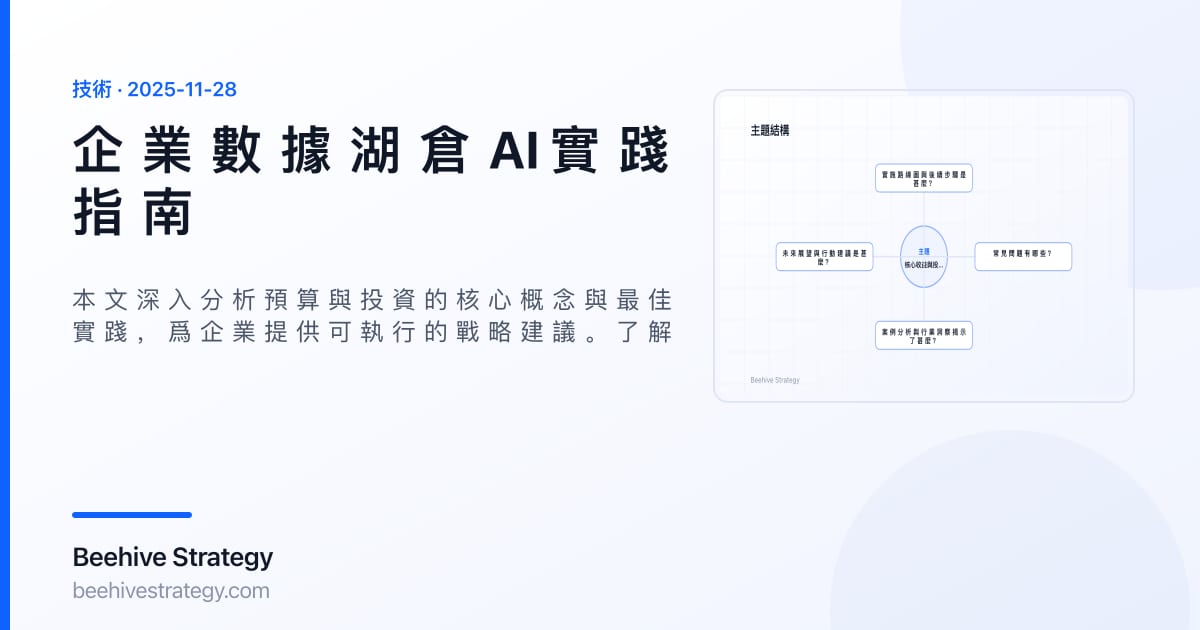 技術 · 2025-11-28
企業數據湖倉AI實踐
指南
本文深入分析預算與投資的核心概念與最佳
實踐，爲企業提供可執行的戰略建議。了解
主題結構
實施路線圖與後續步驟是
甚麼？
未來展望與行動建議是甚
麼？
主題
核心收益與投...
常見問題有哪些？
案例分析與行業洞察揭示
了甚麼？
Beehive Strategy
Beehive Strategy
beehivestrategy.com